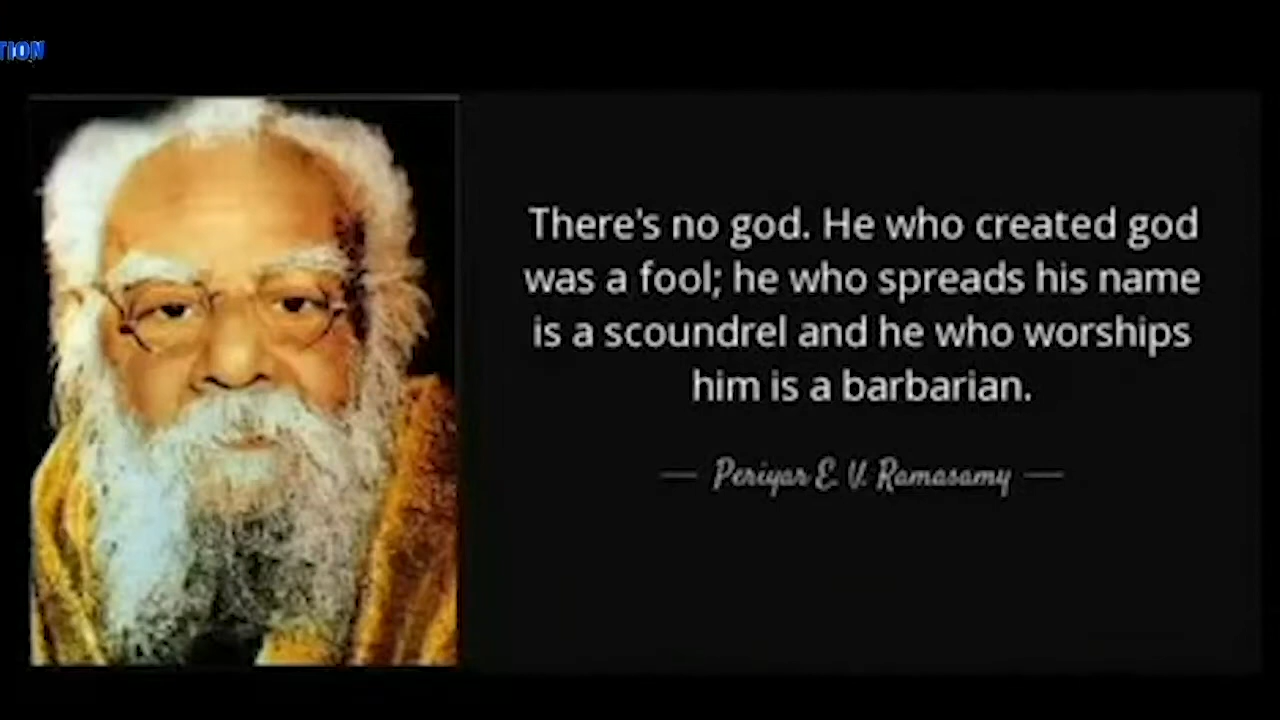 TION
There's no god. He who created god
was a fool; he who spreads his name
is a scoundrel and he who worships
him is a barbarian.
— Periyar E. V. Ramasamy —